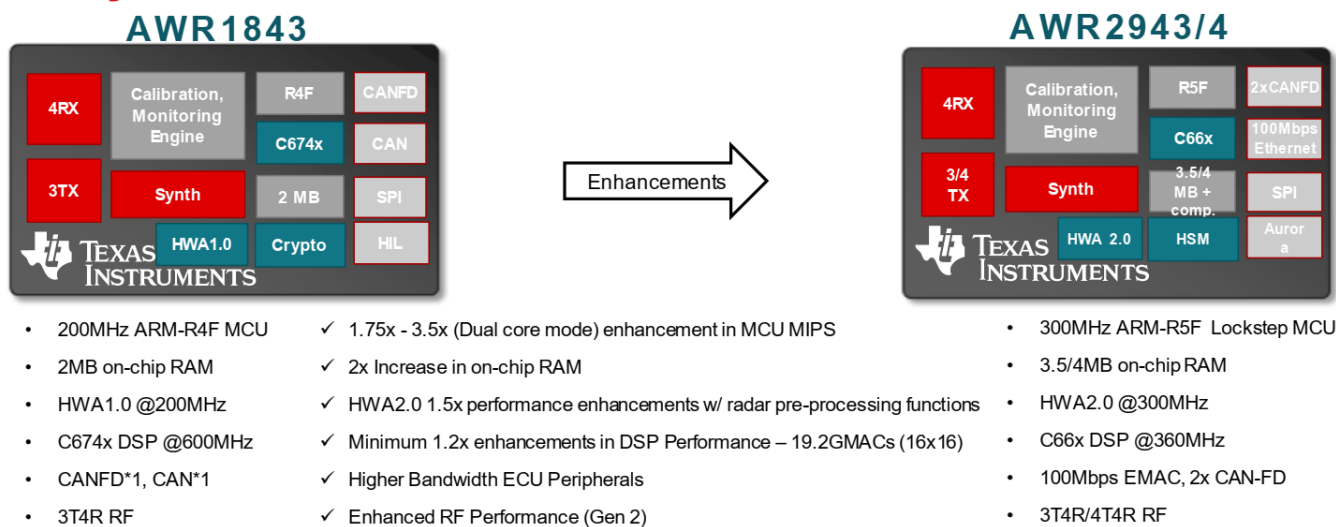 AWR1843
4RX
Calibration,
Monitoring
Engine
R4F
CANFD
C674x
CAN
3TX
Synth
2 MB
SPI
HWA1.0
Crypto
HIL
TEXAS
INSTRUMENTS
Enhancements
AWR2943/4
4RX
Calibration,
Monitoring
Engine
R5F
2xCANFD
C66x
100Mbps
Ethernet
3/4
TX
Synth
3.5/4
MB +
comp.
SPI
HWA 2.0
HSM
Auror
a
TEXAS
INSTRUMENTS
• 200MHz ARM-R4F MCU
• 2MB on-chip RAM
• HWA1.0 @200MHz
• C674x DSP @600MHz
• CANFD*1, CAN*1
• 3T4R RF
✓ 1.75x - 3.5x (Dual core mode) enhancement in MCU MIPS
✓ 2x Increase in on-chip RAM
✓ HWA2.0 1.5x performance enhancements w/ radar pre-processing functions
✓ Minimum 1.2x enhancements in DSP Performance – 19.2GMACs (16x16)
✓ Higher Bandwidth ECU Peripherals
✓ Enhanced RF Performance (Gen 2)
• 300MHz ARM-R5F Lockstep MCU
• 3.5/4MB on-chip RAM
• HWA2.0 @300MHz
• C66x DSP @360MHz
• 100Mbps EMAC, 2x CAN-FD
• 3T4R/4T4R RF